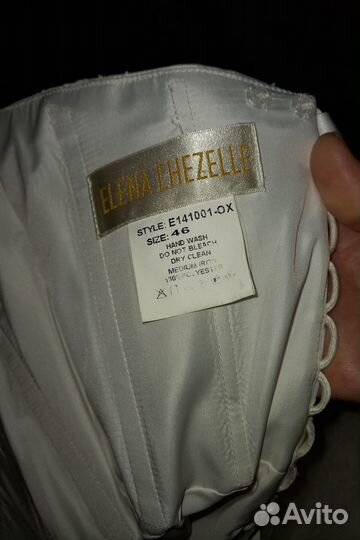 ELENA CHEZELLE
STYLE: E141001-OX
SIZE: 46
HAND WASH
DO NOT BLEACH
DRY CLEAN
MEDIUM IRON
100% POLYESTER
Avito